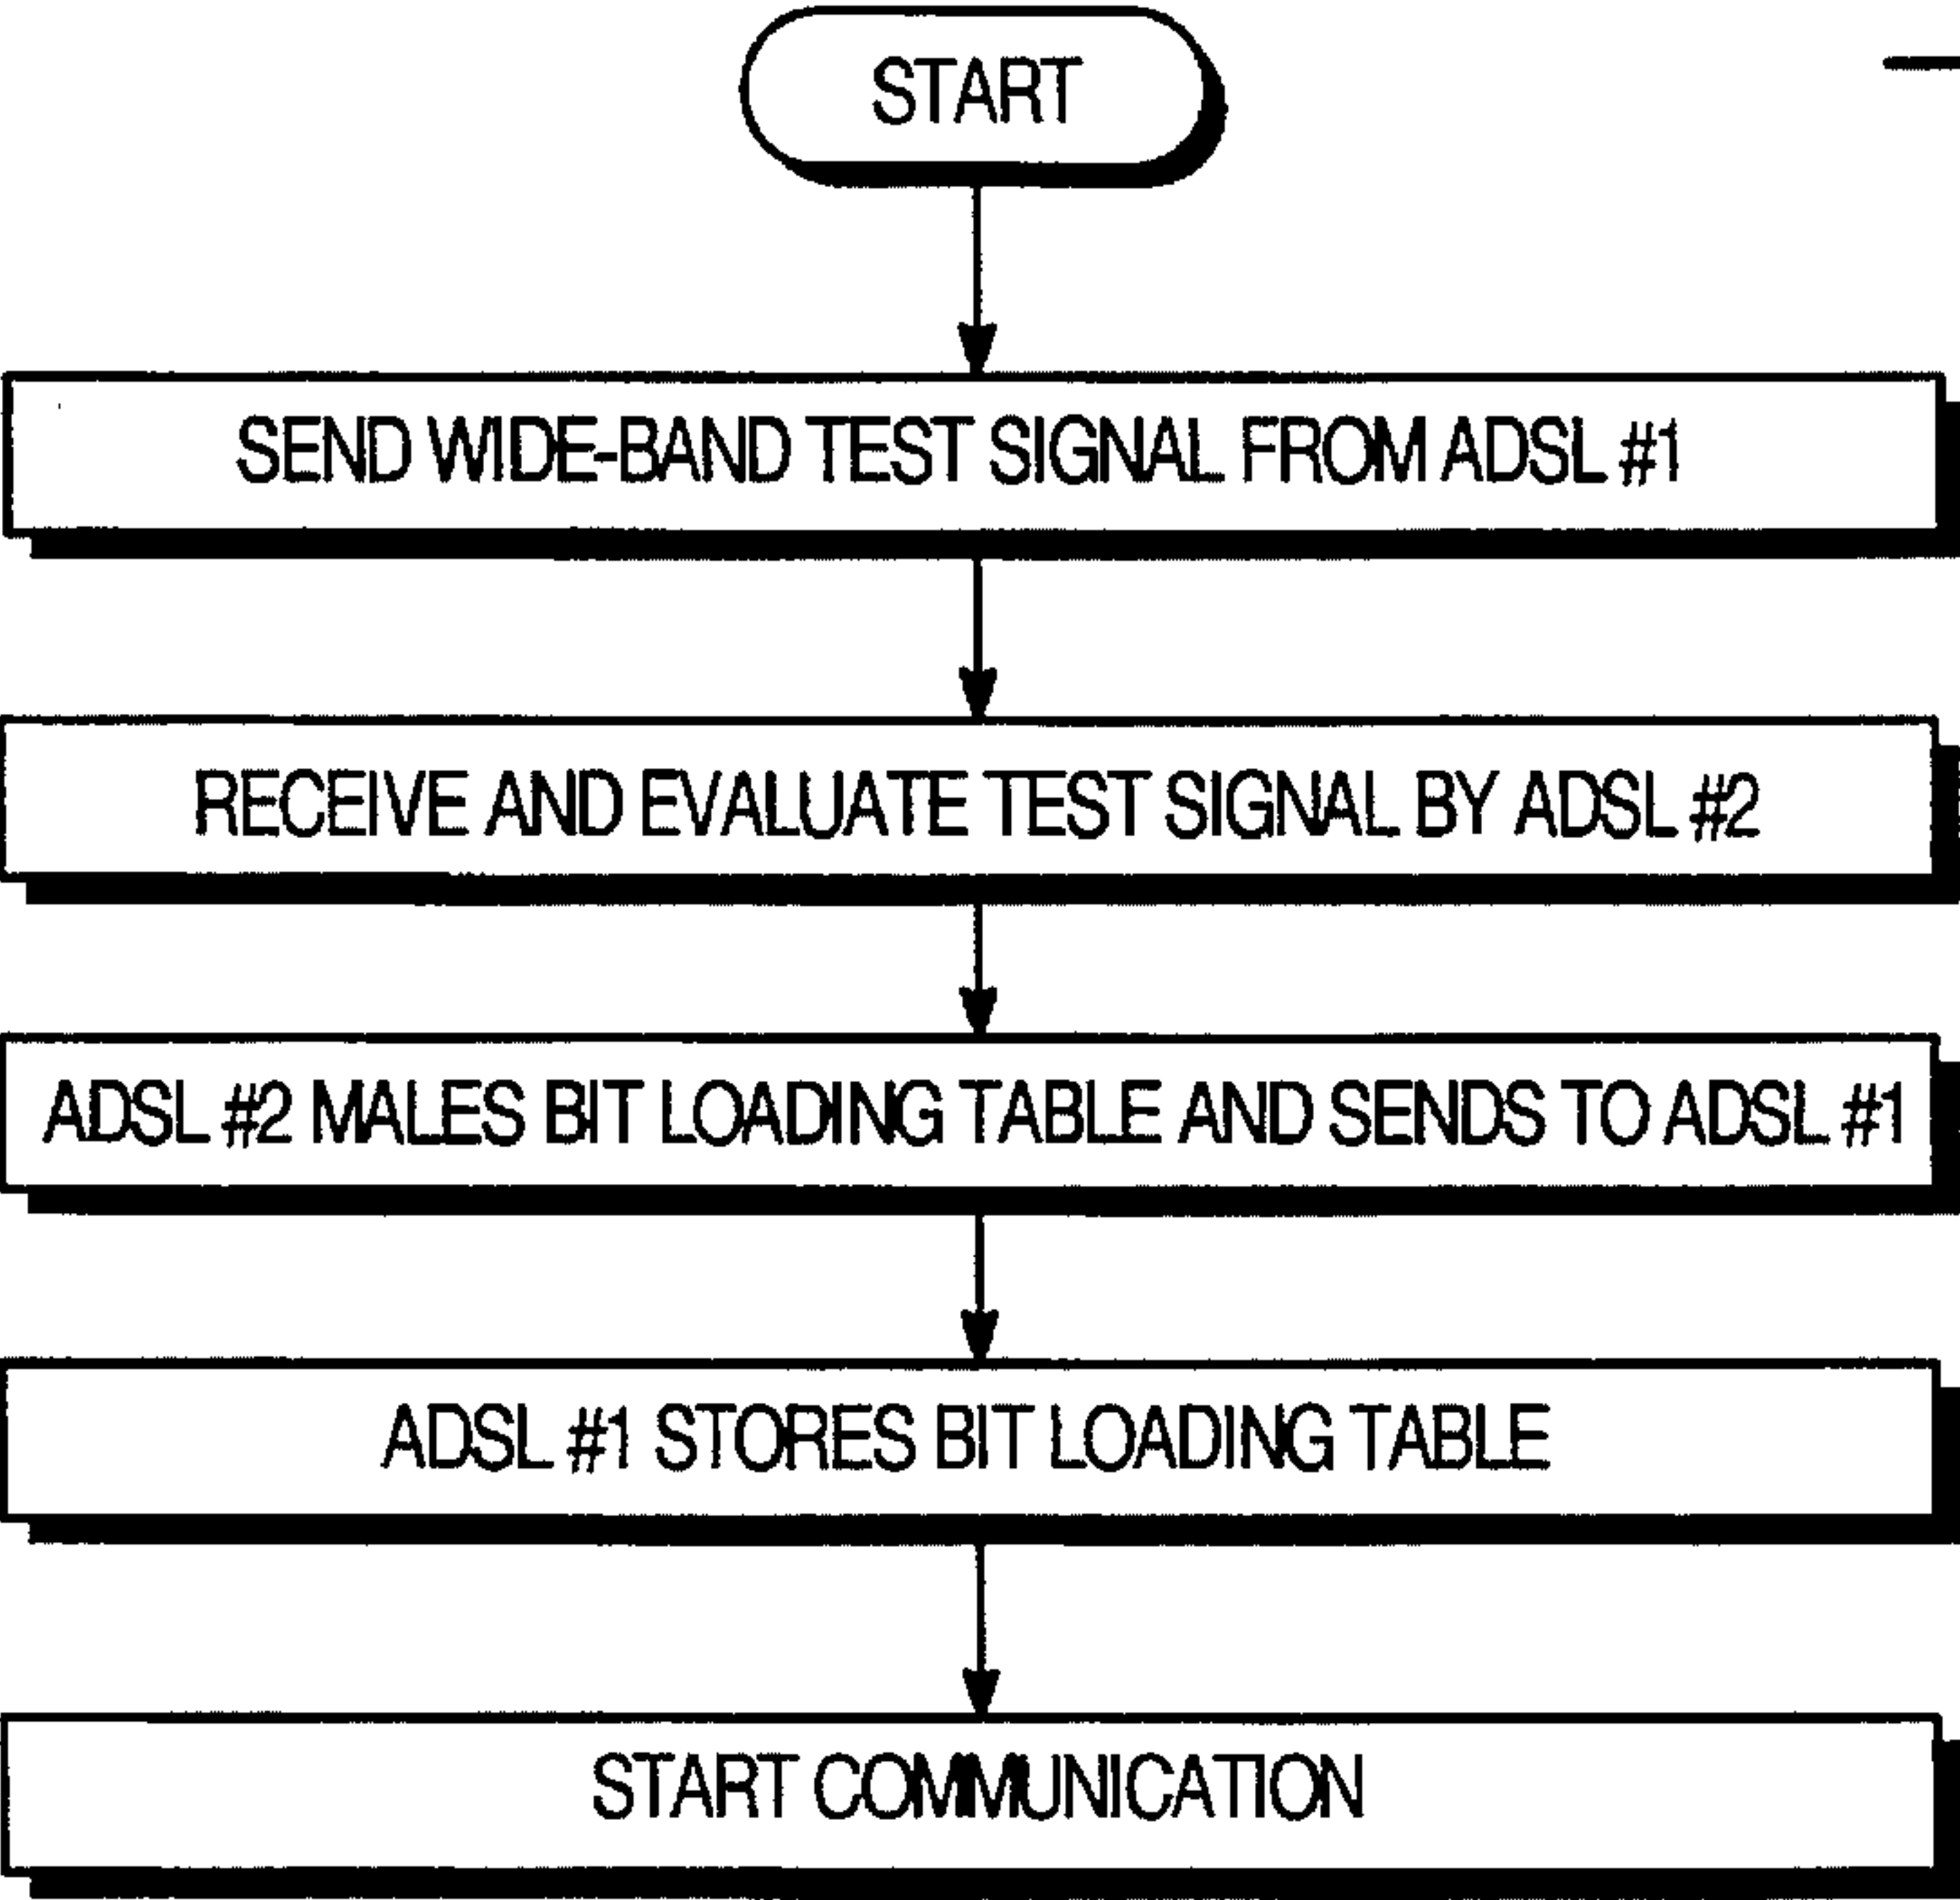 START
SEND WIDE-BAND TEST SIGNAL FROM ADSL #1
RECEIVE AND EVALUATE TEST SIGNAL BY ADSL #2
ADSL #2 MALES BIT LOADING TABLE AND SENDS TO ADSL #1
ADSL #1 STORES BIT LOADING TABLE
START COMMUNICATION